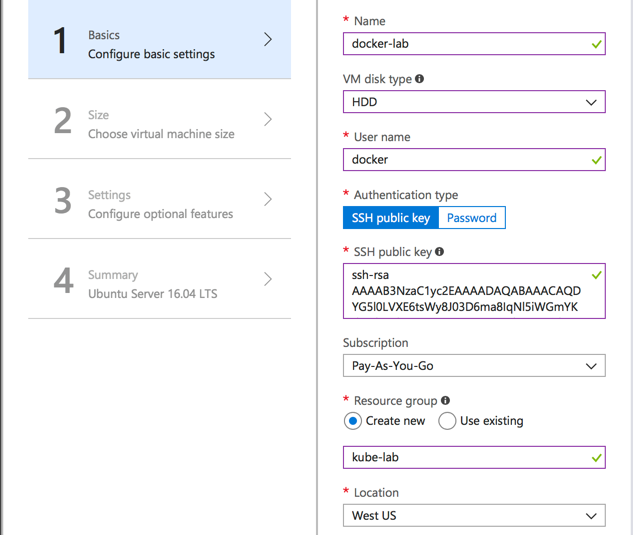 1
Basics
Configure basic settings
2
Size
Choose virtual machine size
3
Settings
Configure optional features
4
Summary
Ubuntu Server 16.04 LTS
* Name
docker-lab
VM disk type
HDD
* User name
docker
* Authentication type
SSH public key Password
* SSH public key
ssh-rsa
AAAAB3NzaC1yc2EAAAADAQABAAACAQD
YG5l0LVXE6tsWy8J03D6ma8IqNl5iWGmYK
Subscription
Pay-As-You-Go
* Resource group
Create new Use existing
kube-lab
* Location
West US